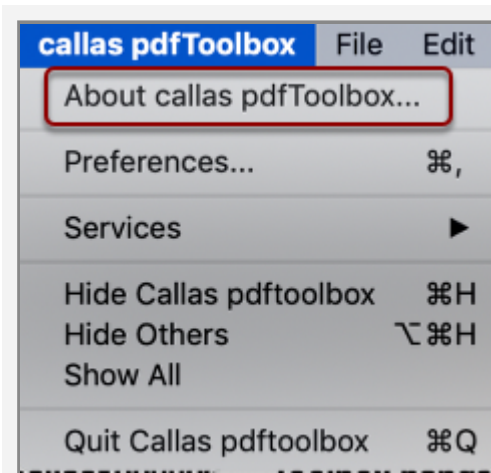 callas pdfToolbox File Edit
About callas pdfToolbox...
Preferences... ⌘,
Services ▶
Hide Callas pdftoolbox ⌘H
Hide Others ⌥⌘H
Show All
Quit Callas pdftoolbox ⌘Q